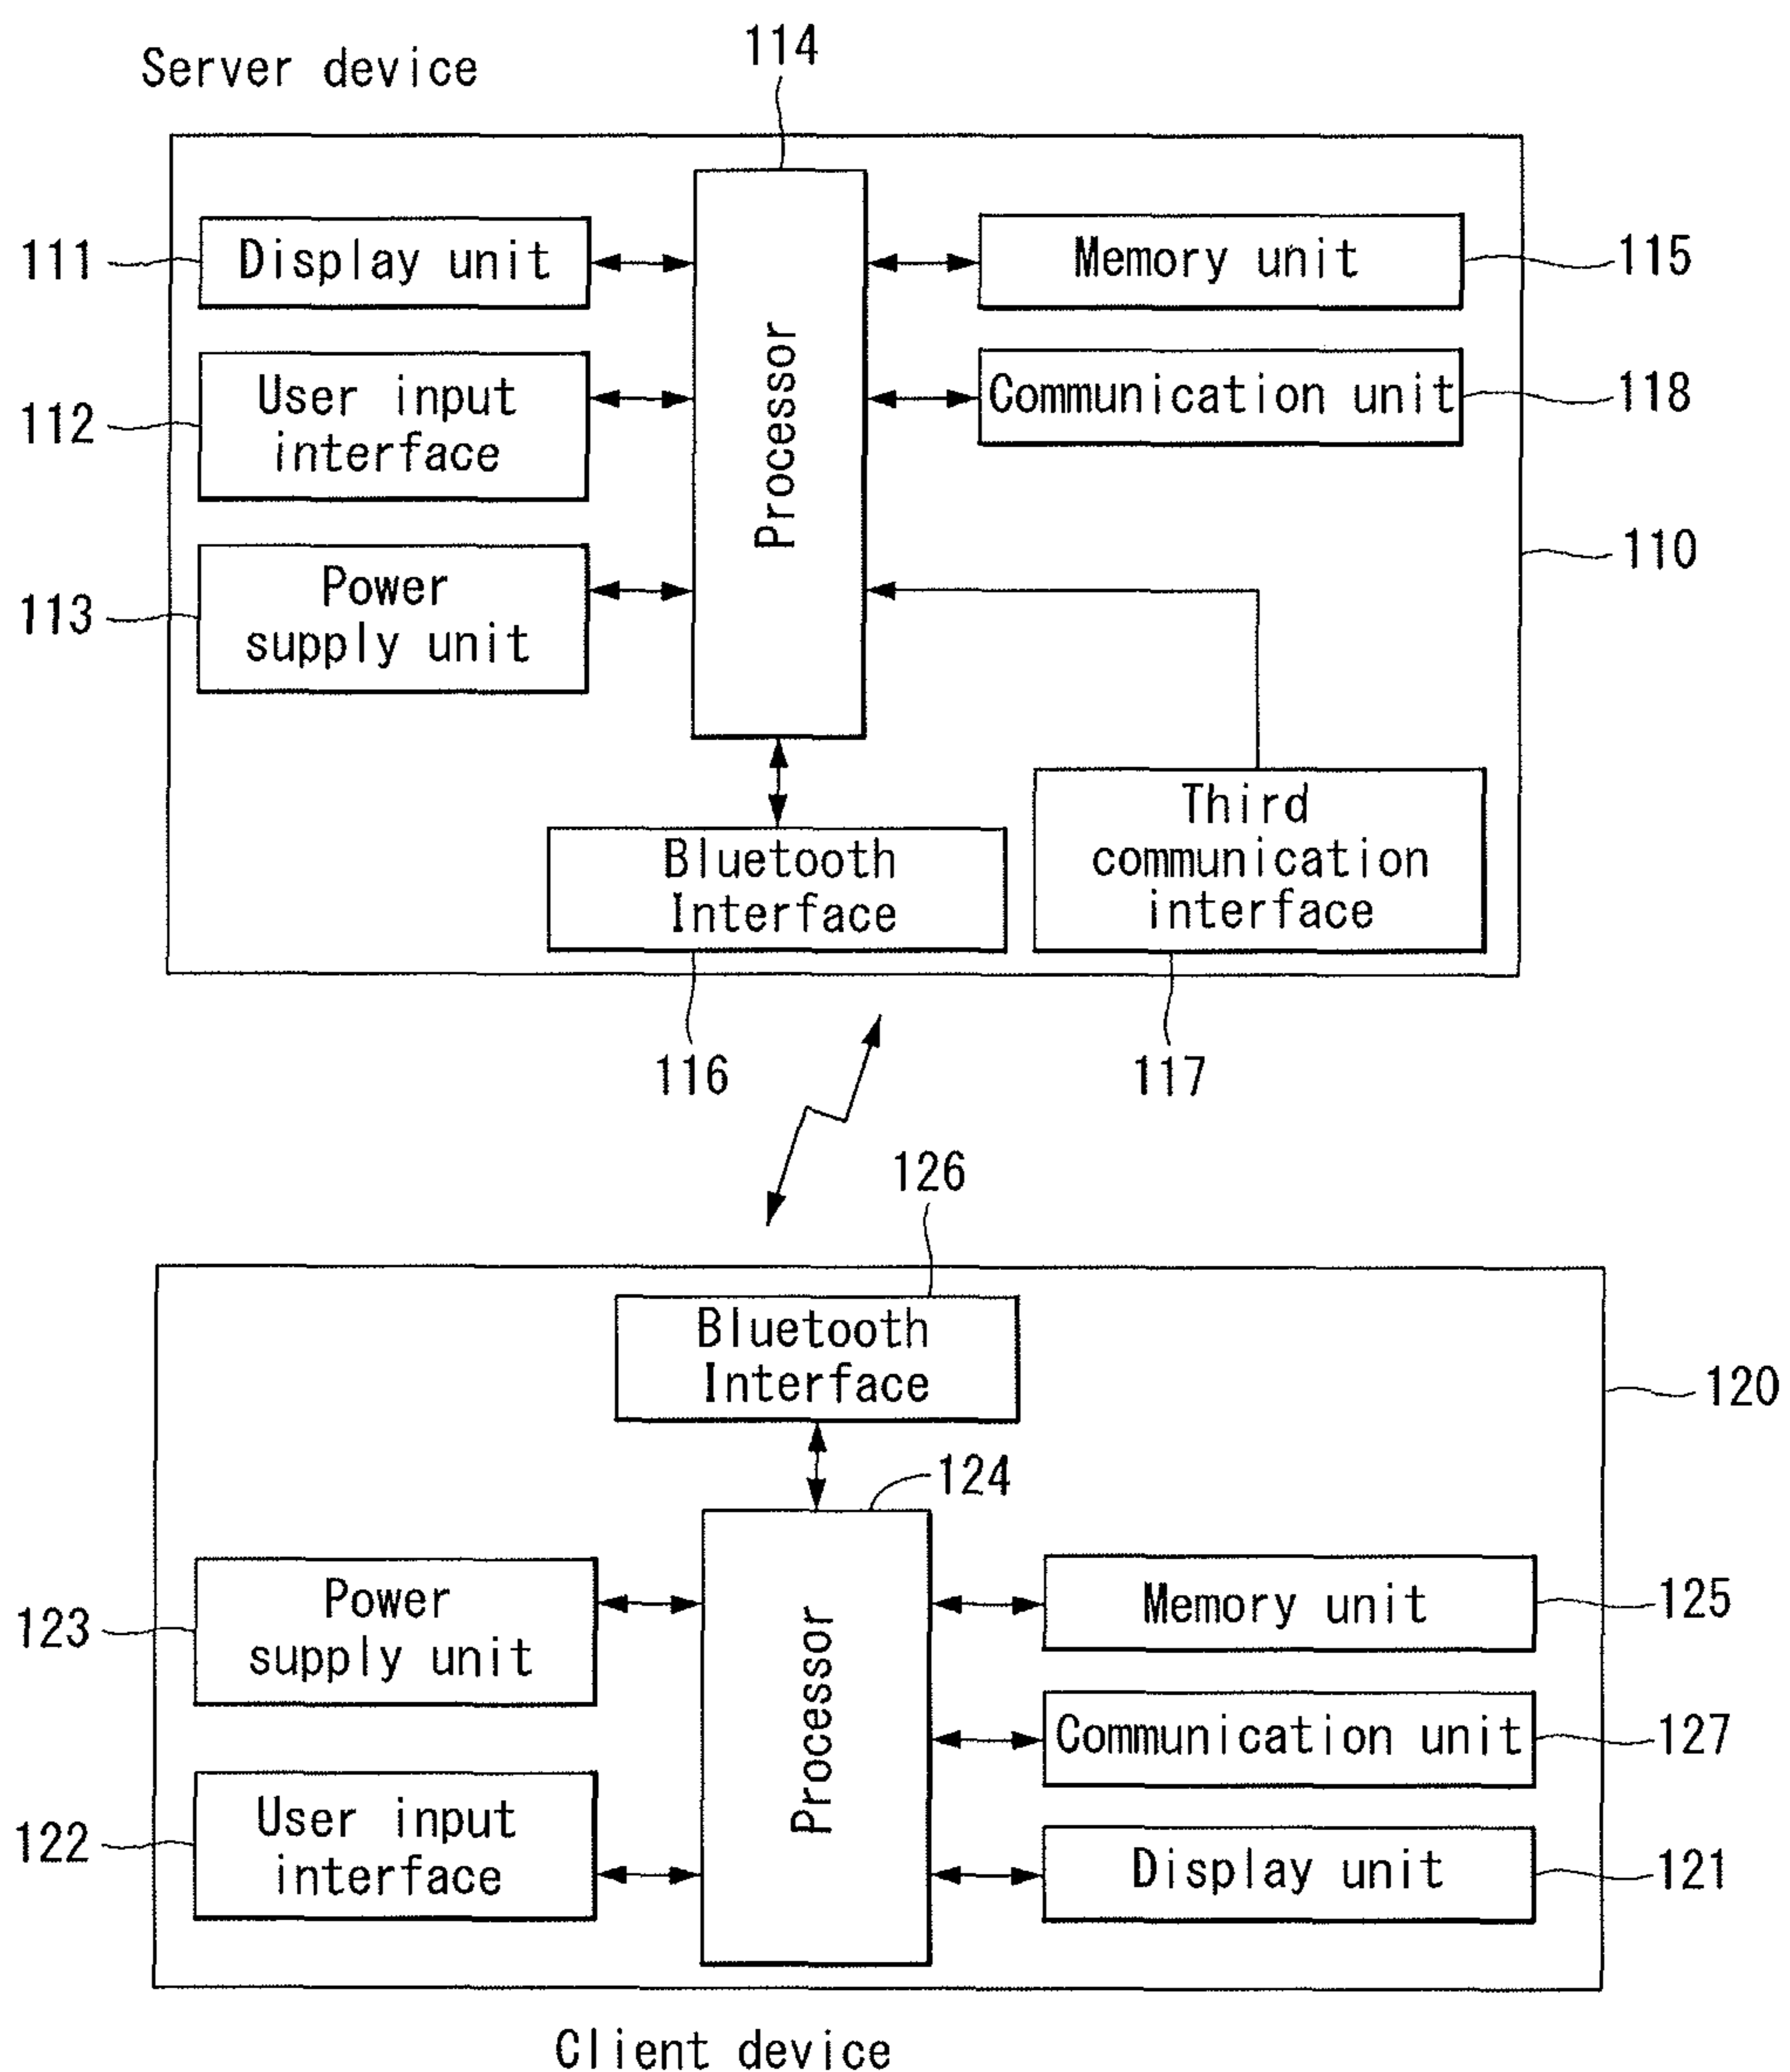 Server device
114
111
Display unit
Memory unit
115
112
User input
interface
Processor
Communication unit
118
110
113
Power
supply unit
Bluetooth
Interface
Third
communication
interface
116
117
126
Bluetooth
Interface
120
124
123
Power
supply unit
Processor
Memory unit
125
Communication unit
127
122
User input
interface
Display unit
121
Client device